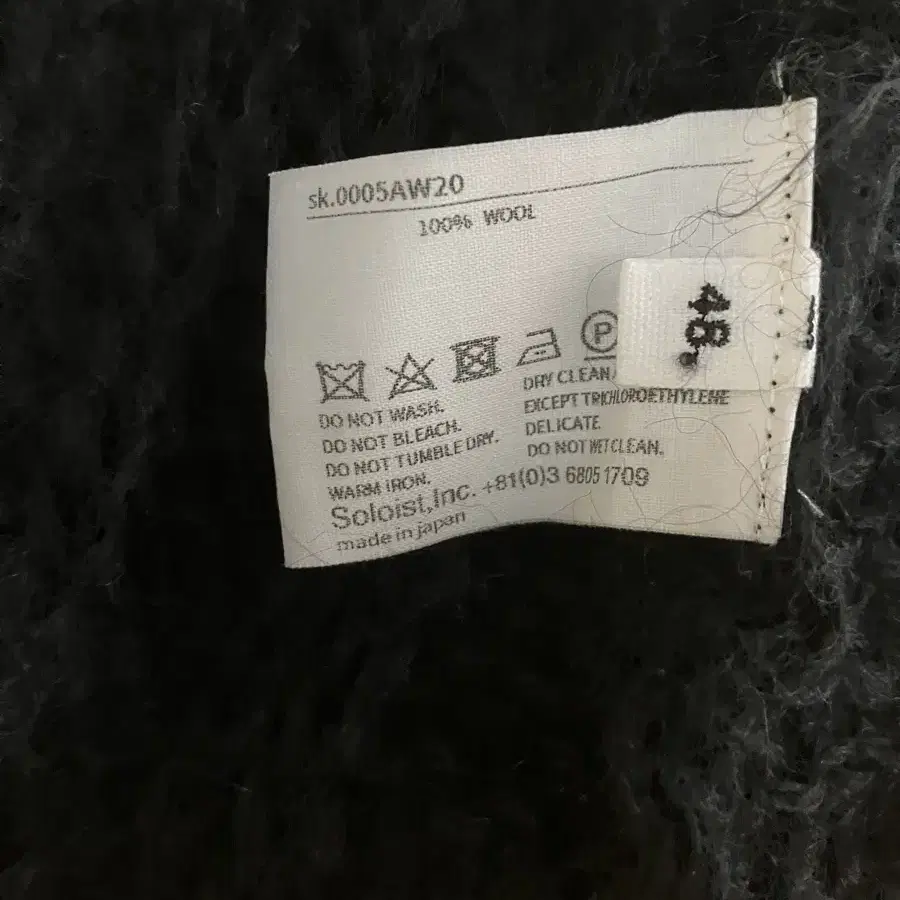 sk.0005AW20
100% WOOL
P
48
DO NOT WASH.
DO NOT BLEACH.
DO NOT TUMBLE DRY.
WARM IRON.
DRY CLEAN
EXCEPT TRICHLOROETHYLENE
DELICATE
DO NOT WET CLEAN.
Soloist,Inc. +81(0)3 6805 1709
made in japan